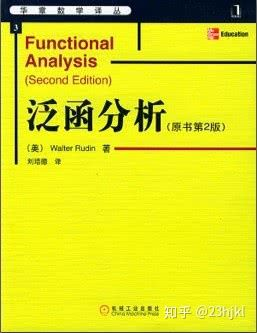 华章数学译丛
3
Functional
Analysis
(Second Edition)
Education
泛函分析(原书第2版)
(美) Walter Rudin 著
刘培德 译
机械工业出版社
知乎 @23hjkl